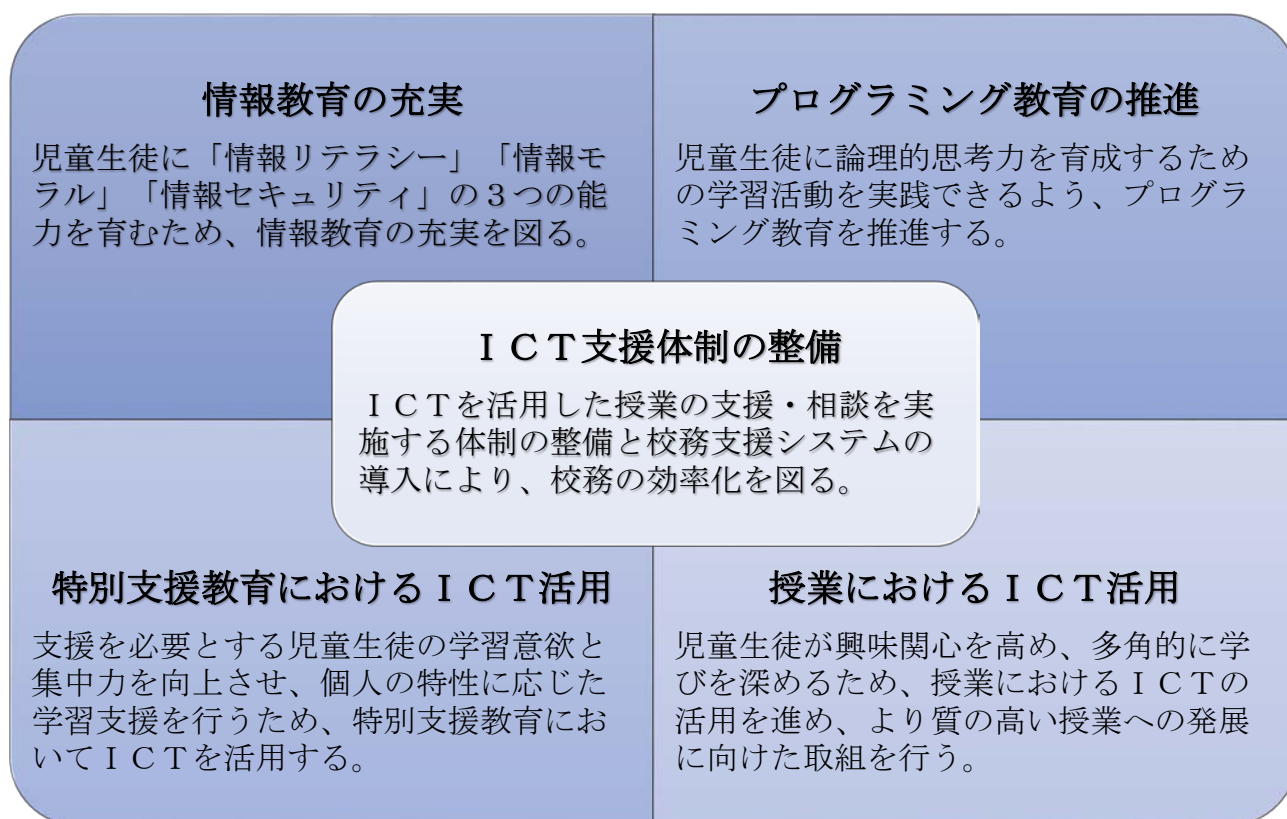 情報教育の充実
児童生徒に「情報リテラシー」「情報モ
ラル」「情報セキュリティ」の３つの能
力を育むため、情報教育の充実を図る。
プログラミング教育の推進
児童生徒に論理的思考力を育成するため
の学習活動を実践できるよう、プログラ
ミング教育を推進する。
ＩＣＴ支援体制の整備
ＩＣＴを活用した授業の支援・相談を実
施する体制の整備と校務支援システムの
導入により、校務の効率化を図る。
特別支援教育におけるＩＣＴ活用
支援を必要とする児童生徒の学習意欲と
集中力を向上させ、個人の特性に応じた
学習支援を行うため、特別支援教育にお
いてＩＣＴを活用する。
授業におけるＩＣＴ活用
児童生徒が興味関心を高め、多角的に学
びを深めるため、授業におけるＩＣＴの
活用を進め、より質の高い授業への発展
に向けた取組を行う。